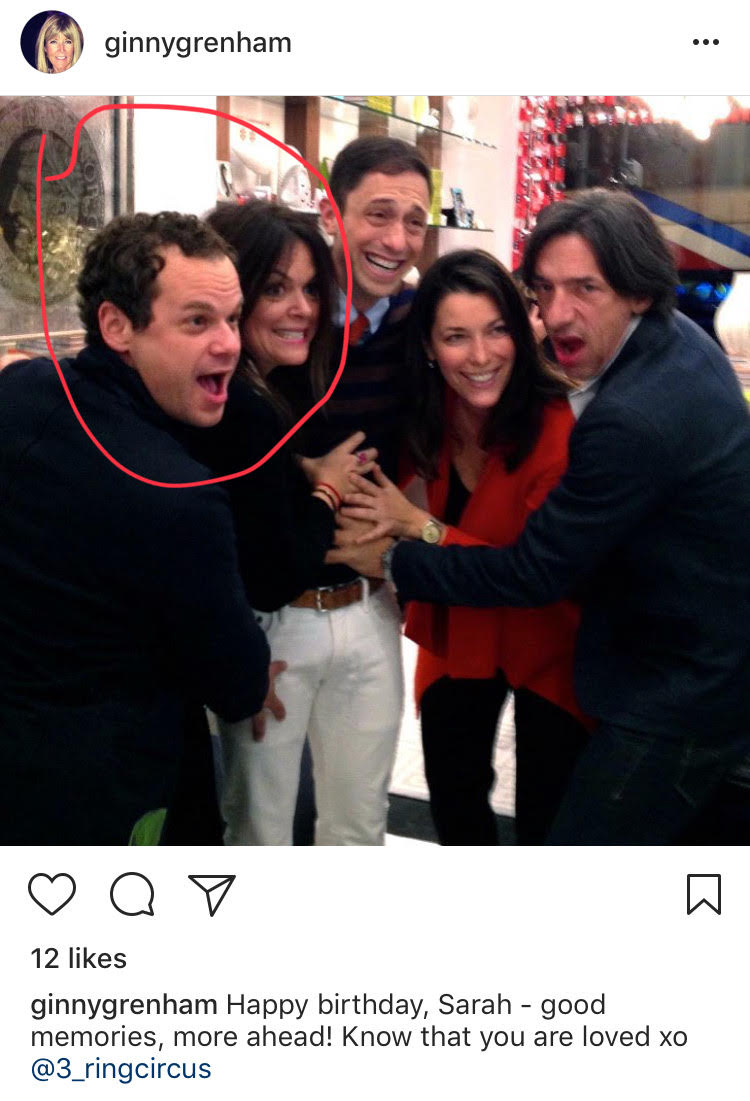 ginnygrenham
12 likes
ginnygrenham Happy birthday, Sarah - good
memories, more ahead! Know that you are loved xo
@3_ringcircus